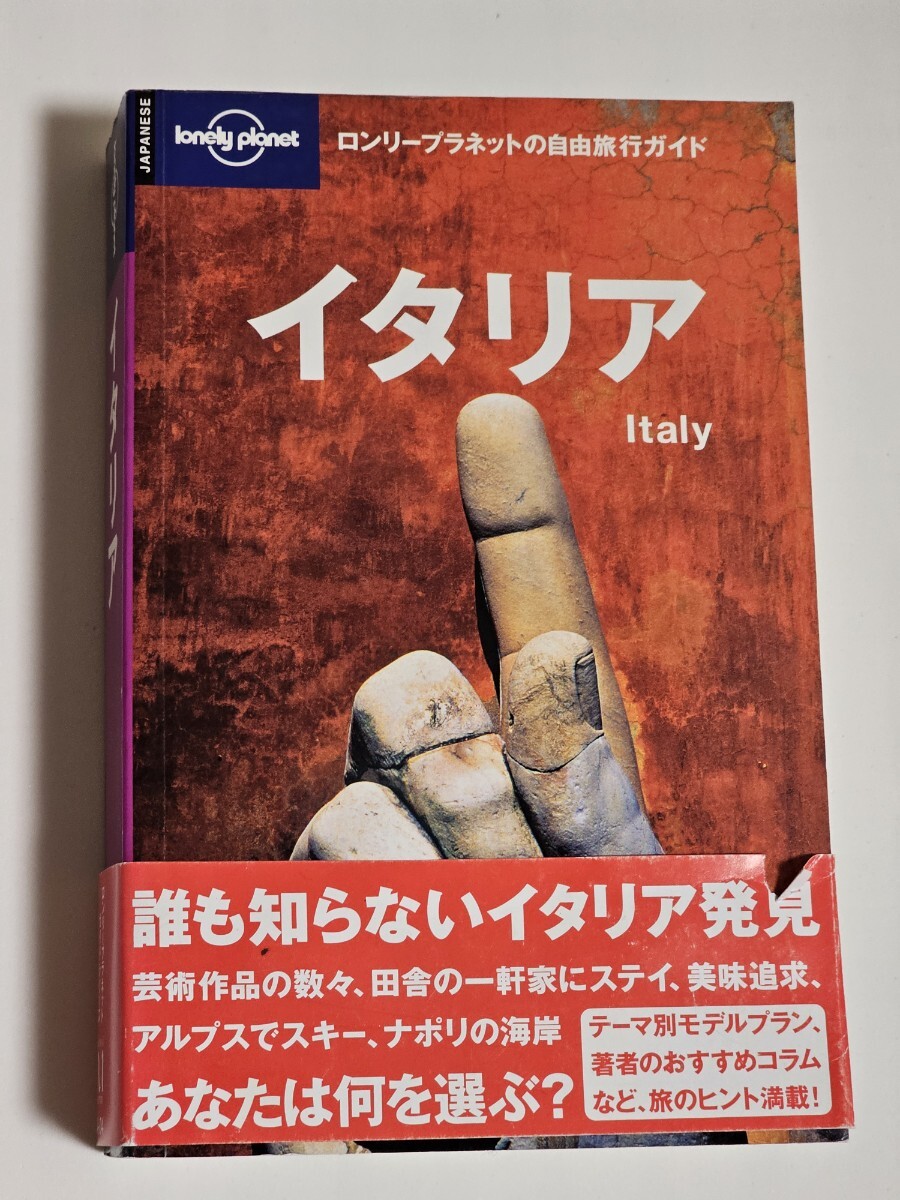 JAPANESE
lonely planet
ロンリープラネットの自由旅行ガイド
イタリア
Italy
イタリア
誰も知らないイタリア発見
芸術作品の数々、田舎の一軒家にステイ、美味追求、
アルプスでスキー、ナポリの海岸
あなたは何を選ぶ?
テーマ別モデルプラン、
著者のおすすめコラム
など、旅のヒント満載!